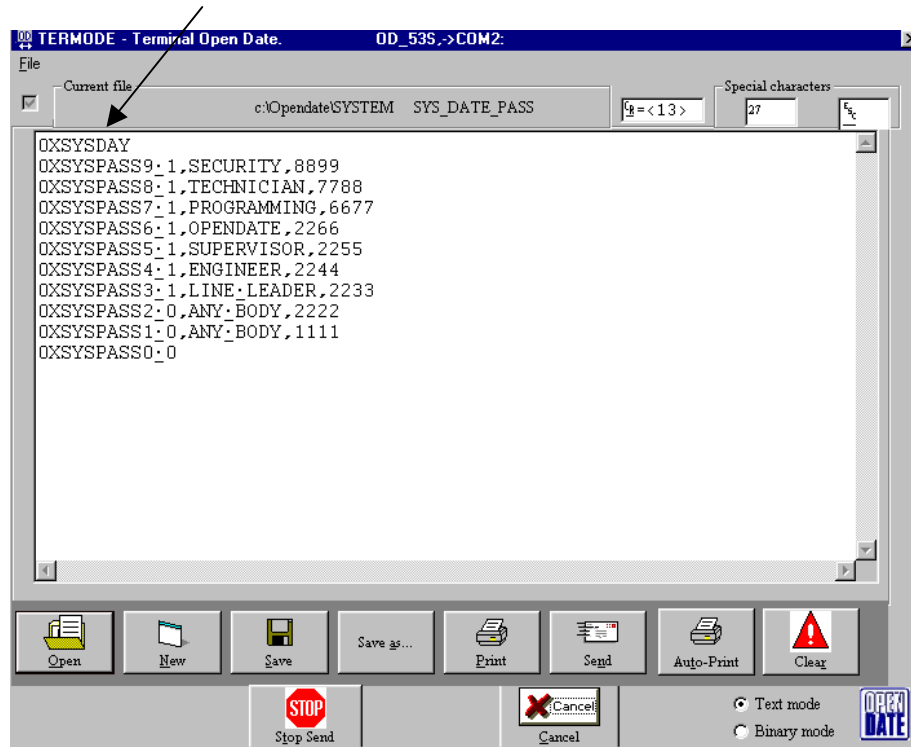 TERMODE - Terminal Open Date. OD_53S,->COM2:
File
Current file
Special characters
c:\Opendate\SYSTEM SYS_DATE_PASS
CR=<13>
27
ESC
0XSYSDAY
0XSYSPASS9·1,SECURITY,8899
0XSYSPASS8·1,TECHNICIAN,7788
0XSYSPASS7·1,PROGRAMMING,6677
0XSYSPASS6·1,OPENDATE,2266
0XSYSPASS5·1,SUPERVISOR,2255
0XSYSPASS4·1,ENGINEER,2244
0XSYSPASS3·1,LINE·LEADER,2233
0XSYSPASS2·0,ANY·BODY,2222
0XSYSPASS1·0,ANY·BODY,1111
0XSYSPASS0·0
Open
New
Save
Save as...
Print
Send
Auto-Print
Clear
STOP
Stop Send
Cancel
Cancel
Text mode
Binary mode
OPEN
DATE